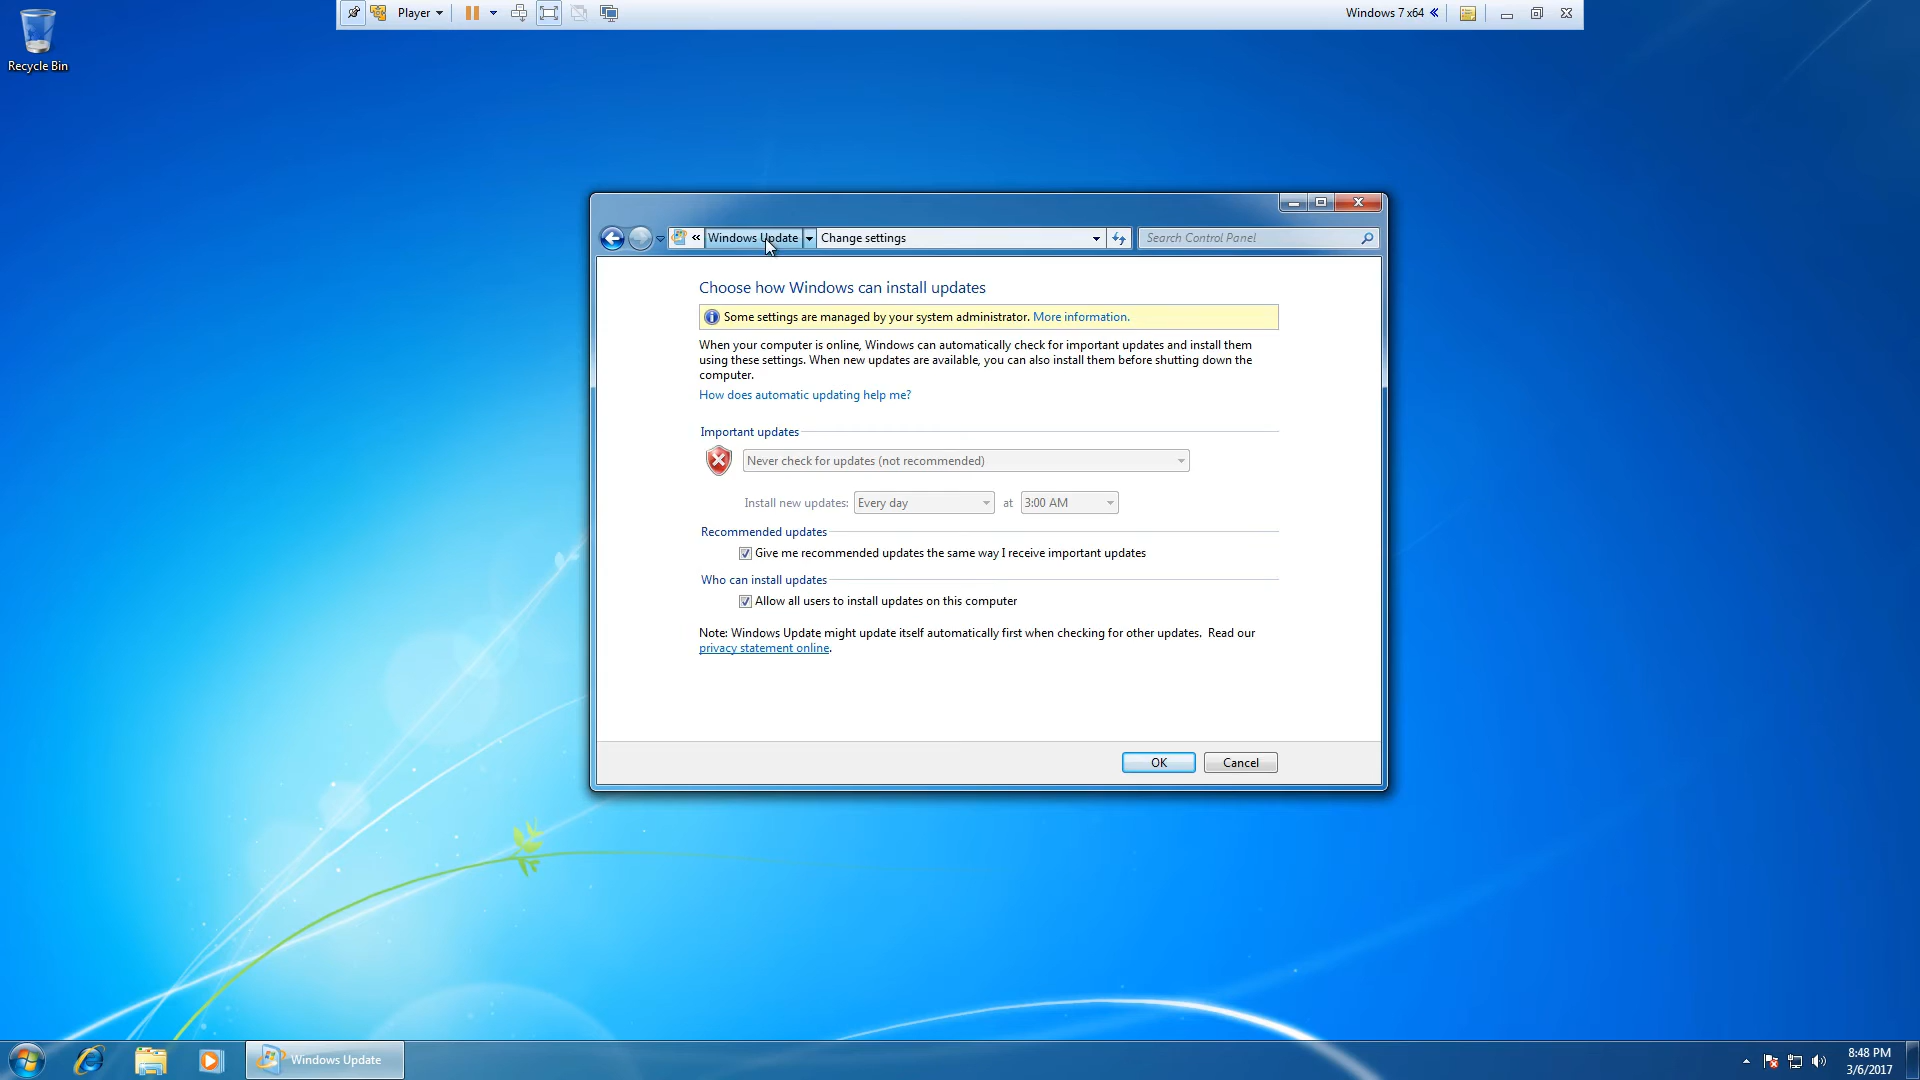 Player
Windows 7 x64
Recycle Bin
Windows Update
Change settings
Search Control Panel
Choose how Windows can install updates
Some settings are managed by your system administrator. More information.
When your computer is online, Windows can automatically check for important updates and install them
using these settings. When new updates are available, you can also install them before shutting down the
computer.
How does automatic updating help me?
Important updates
Never check for updates (not recommended)
Install new updates: Every day at 3:00 AM
Recommended updates
Give me recommended updates the same way I receive important updates
Who can install updates
Allow all users to install updates on this computer
Note: Windows Update might update itself automatically first when checking for other updates. Read our
privacy statement online.
OK
Cancel
Windows Update
8:48 PM
3/6/2017